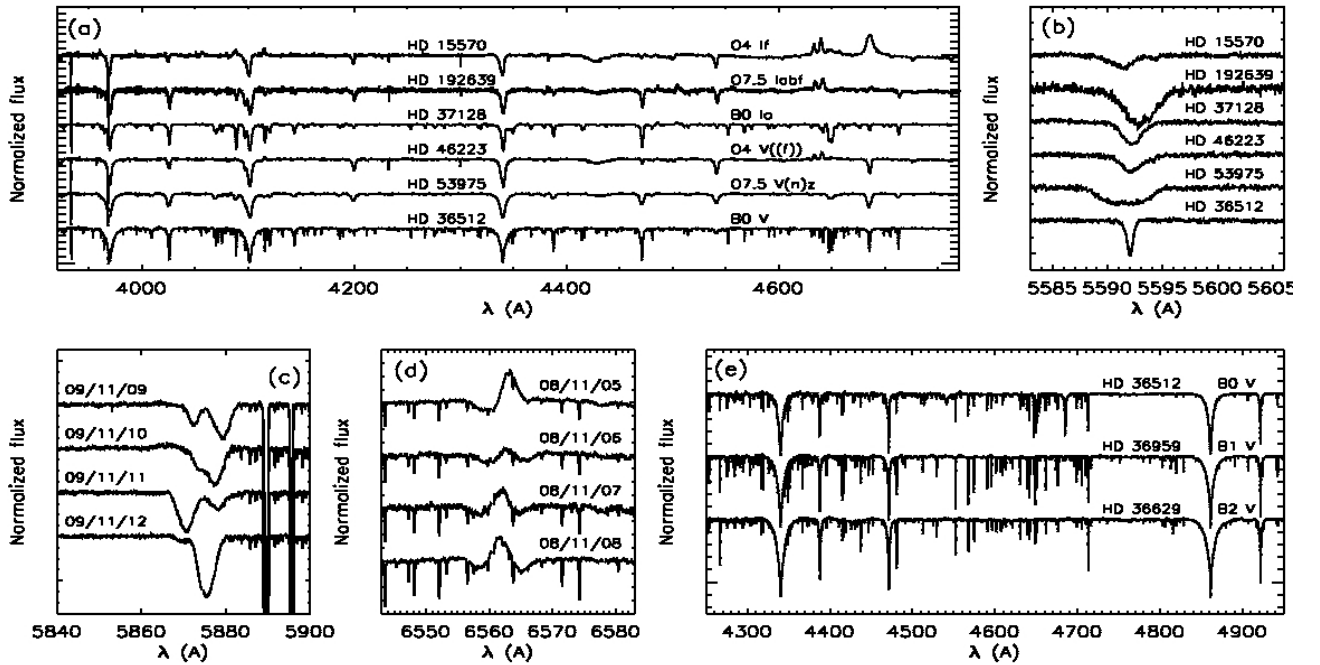 (a)
HD 15570 O4 If
HD 192639 O7.5 Iabf
HD 37128 B0 Ia
HD 46223 O4 V((f))
HD 53975 O7.5 V(n)z
HD 36512 B0 V
Normalized flux
4000 4200 4400 4600
λ (A)
(b)
HD 15570
HD 192639
HD 37128
HD 46223
HD 53975
HD 36512
Normalized flux
5585 5590 5595 5600 5605
λ (A)
(c)
09/11/09
09/11/10
09/11/11
09/11/12
Normalized flux
5840 5860 5880 5900
λ (A)
(d)
08/11/05
08/11/06
08/11/07
08/11/08
Normalized flux
6550 6560 6570 6580
λ (A)
(e)
HD 36512 B0 V
HD 36959 B1 V
HD 36629 B2 V
Normalized flux
4300 4400 4500 4600 4700 4800 4900
λ (A)